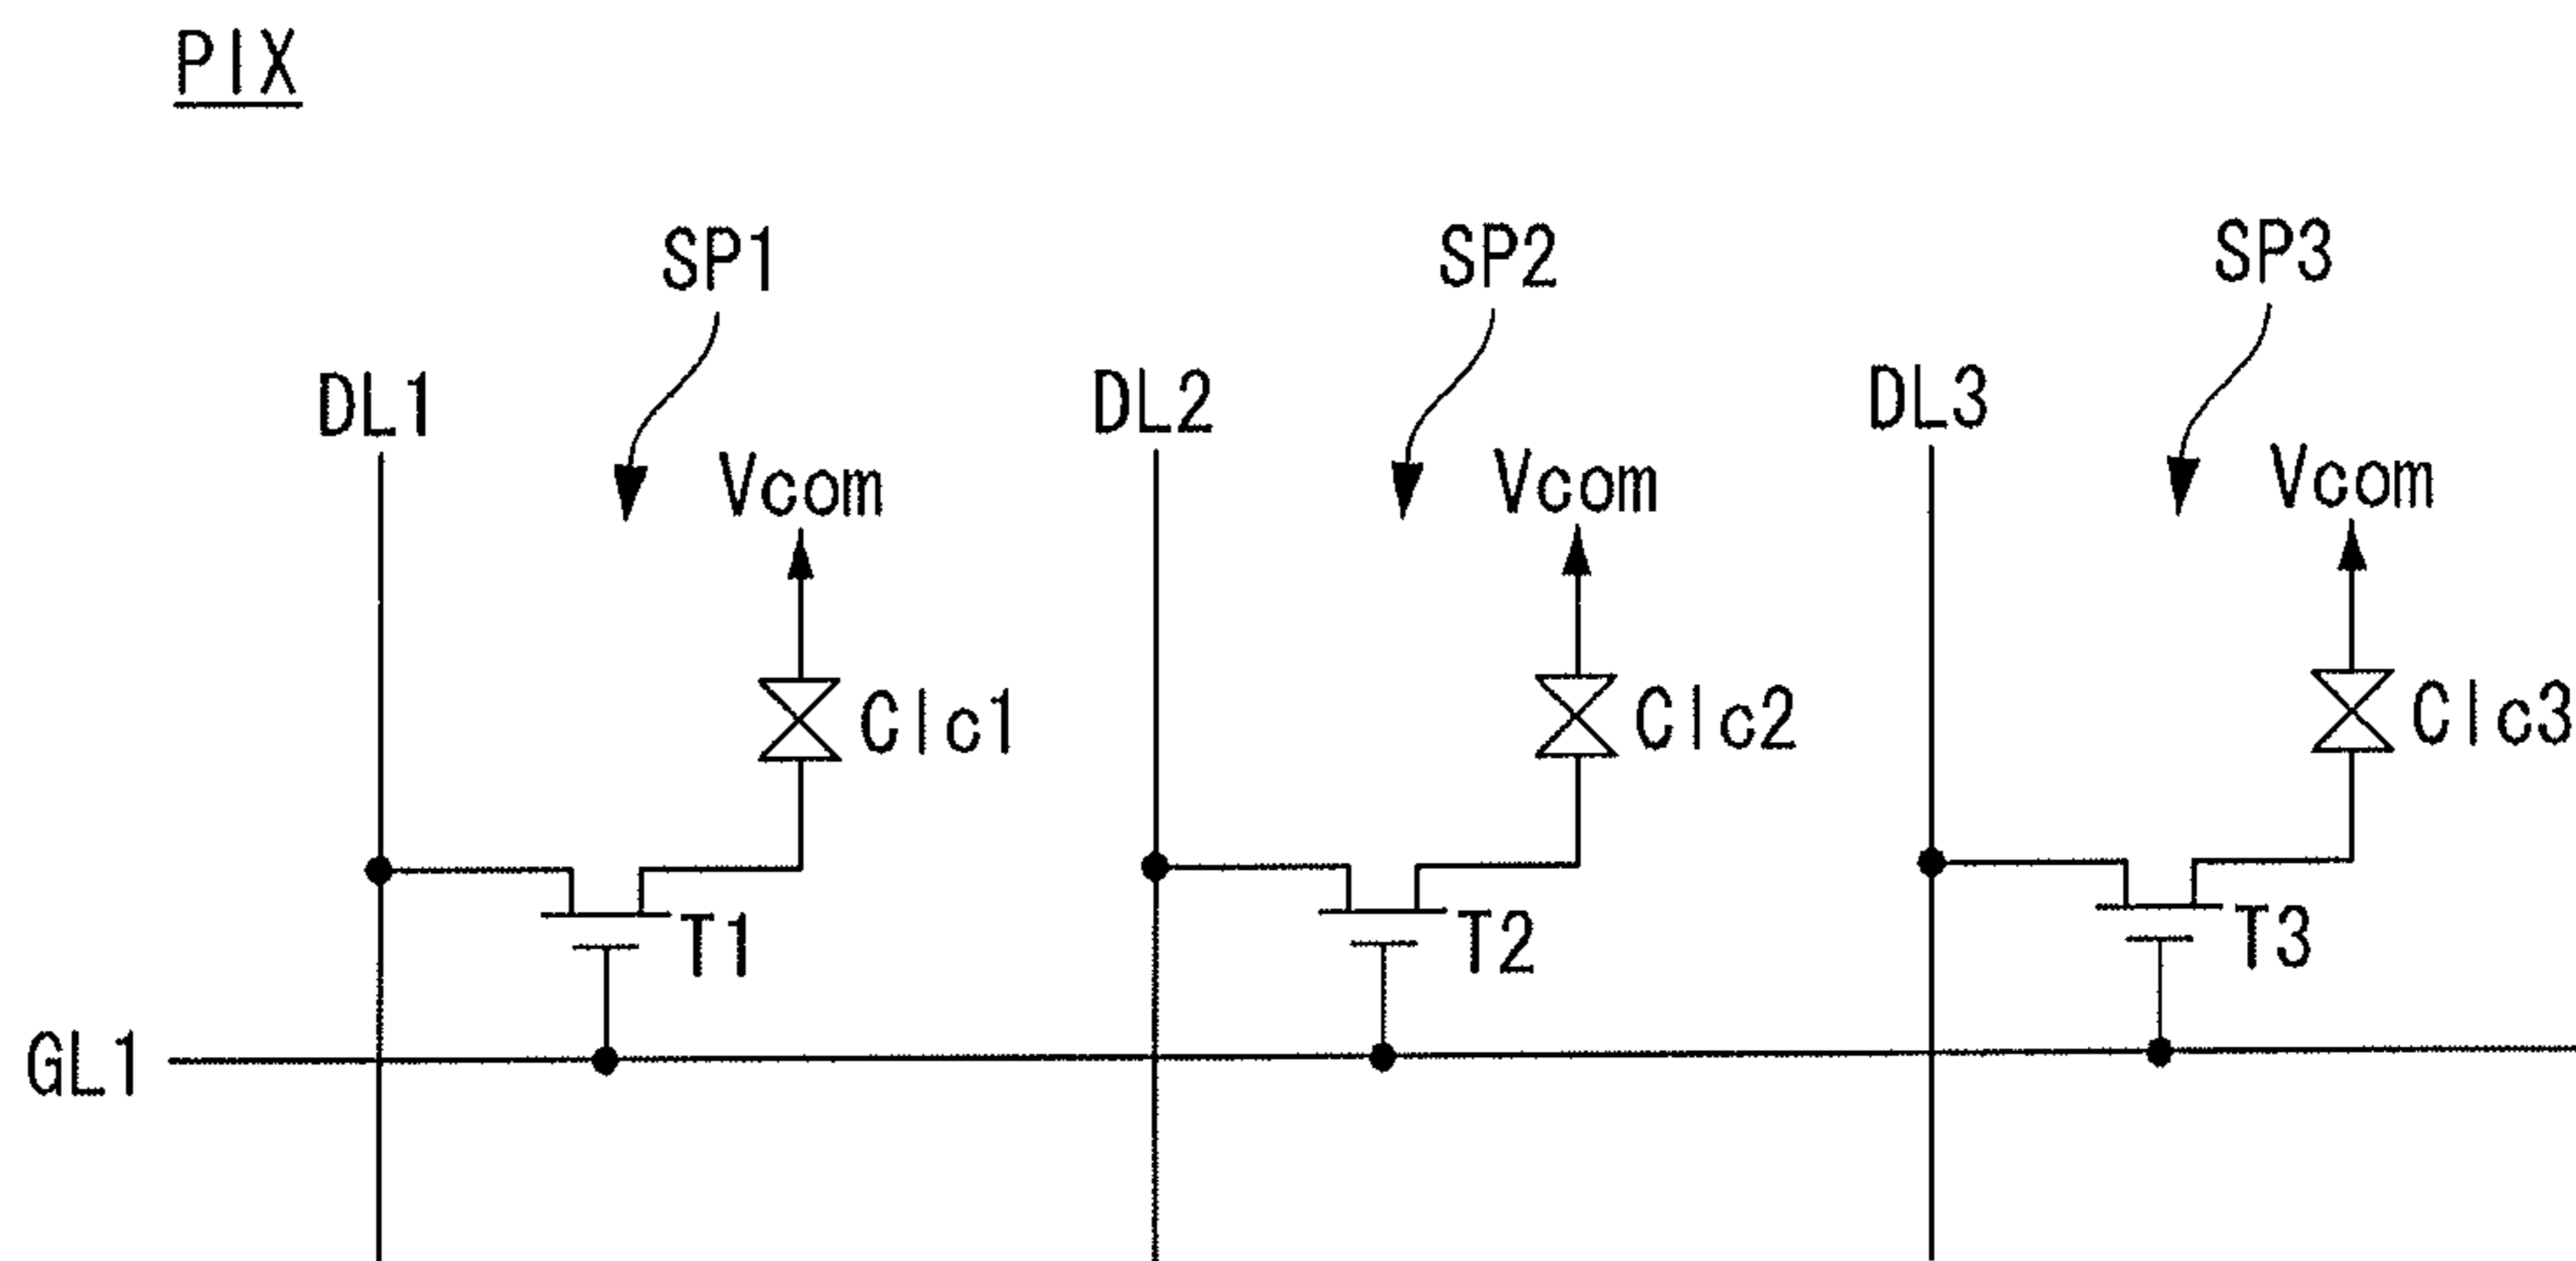 PIX
SP1 SP2 SP3
DL1 DL2 DL3
Vcom Vcom Vcom
Clc1 Clc2 Clc3
T1 T2 T3
GL1